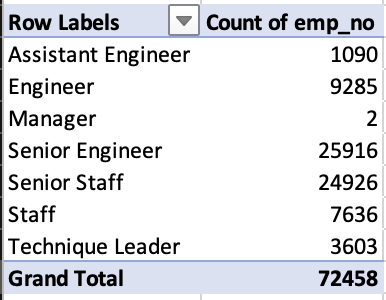 Row Labels Count of emp_no
Assistant Engineer 1090
Engineer 9285
Manager 2
Senior Engineer 25916
Senior Staff 24926
Staff 7636
Technique Leader 3603
Grand Total 72458